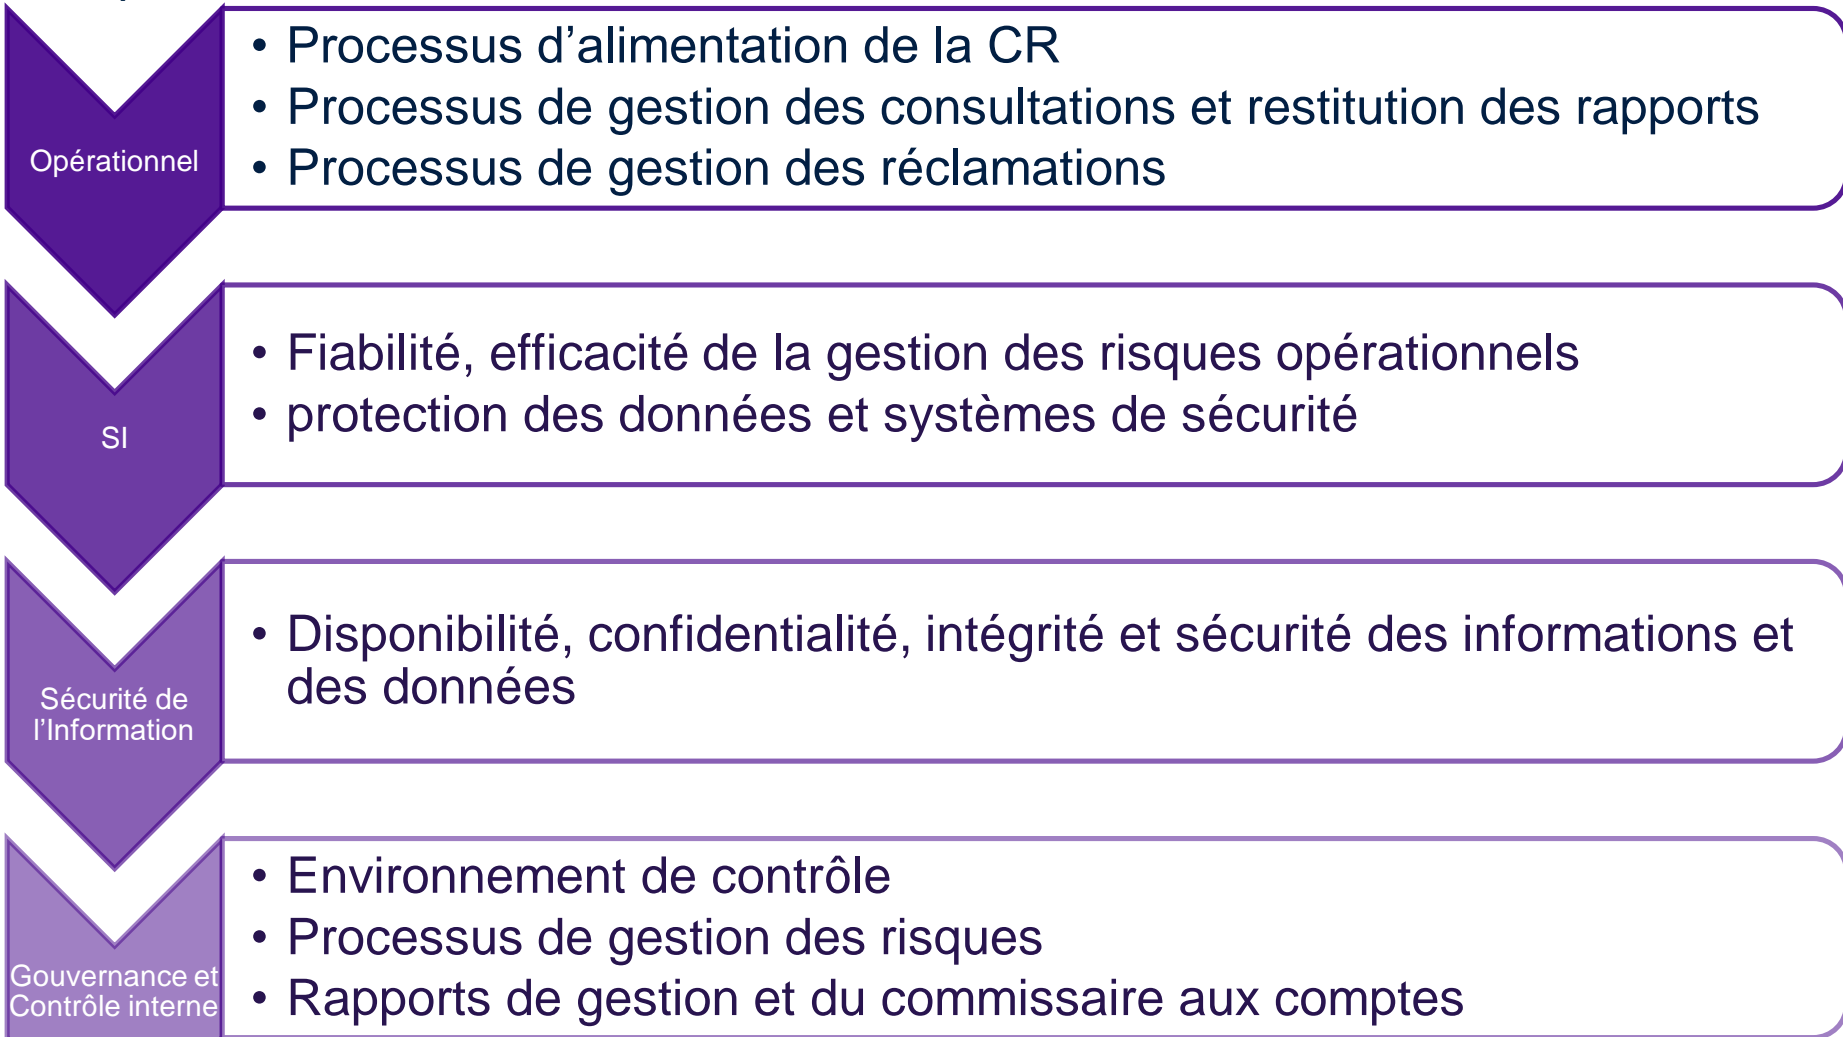 Opérationnel
• Processus d’alimentation de la CR
• Processus de gestion des consultations et restitution des rapports
• Processus de gestion des réclamations
SI
• Fiabilité, efficacité de la gestion des risques opérationnels
• protection des données et systèmes de sécurité
Sécurité de
l’Information
• Disponibilité, confidentialité, intégrité et sécurité des informations et
des données
Gouvernance et
Contrôle interne
• Environnement de contrôle
• Processus de gestion des risques
• Rapports de gestion et du commissaire aux comptes